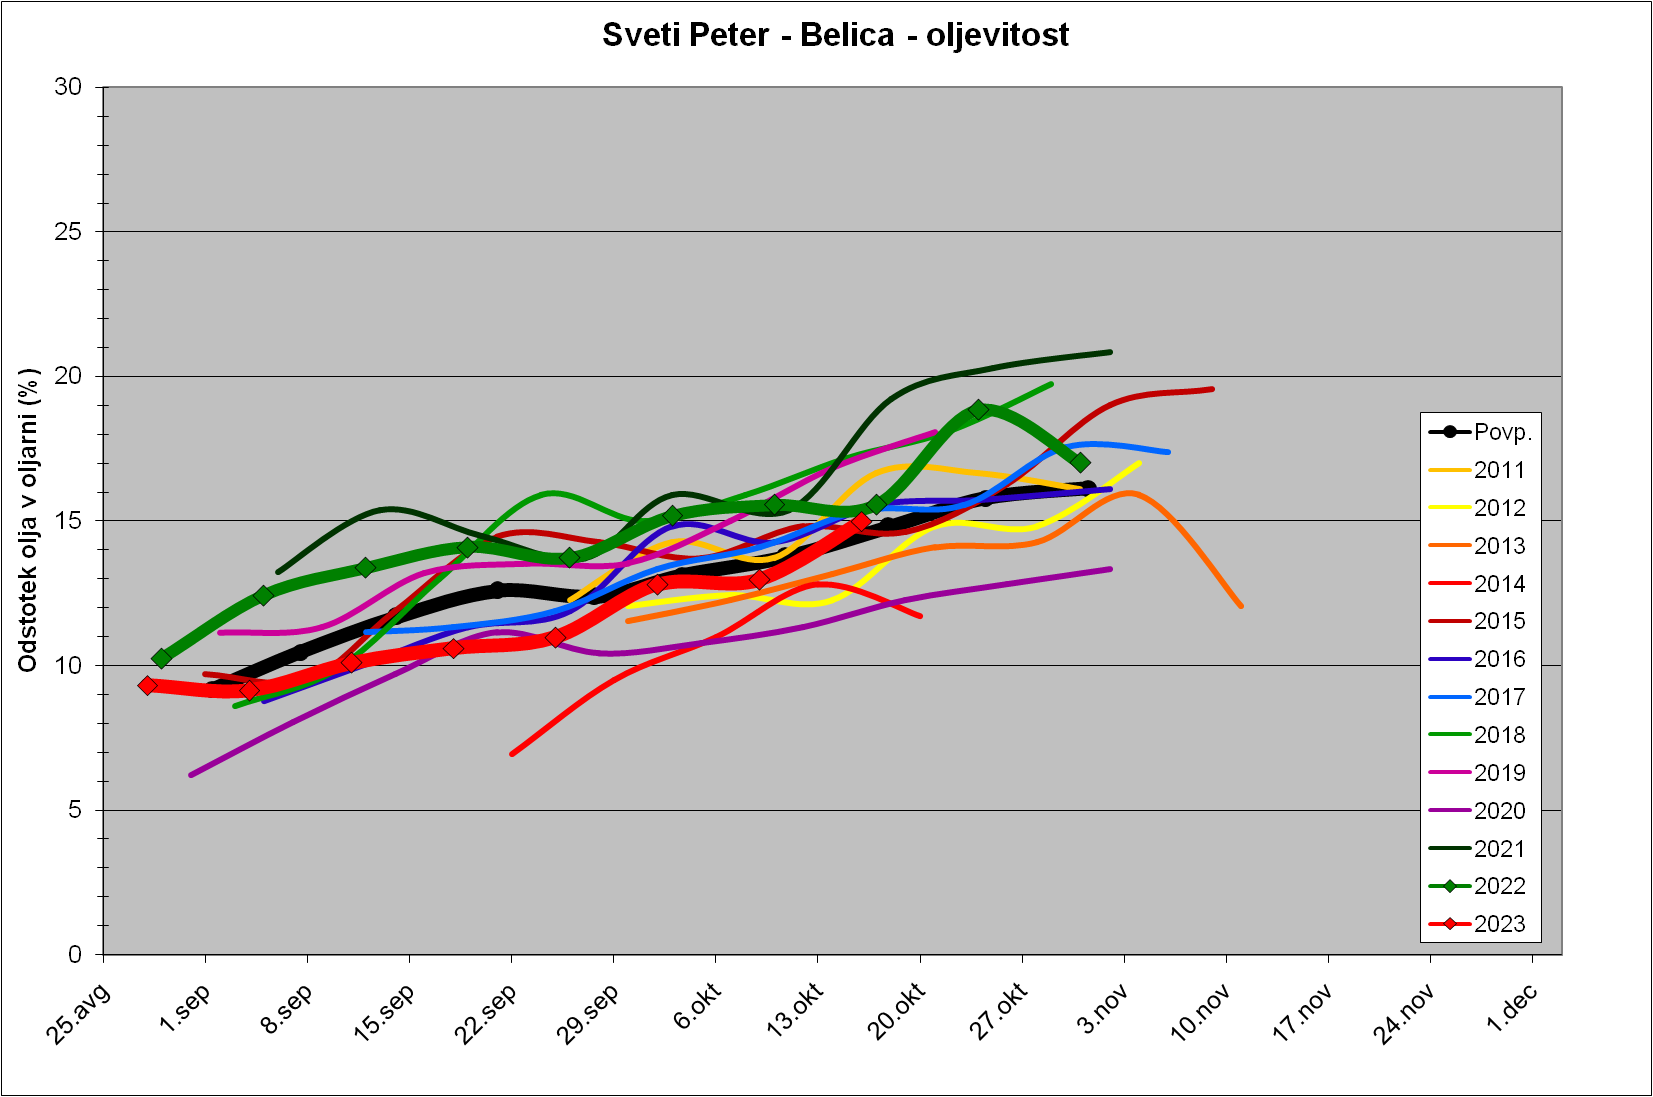 Sveti Peter - Belica - oljevitost
Odstotek olja v oljarni (%)
30
25
20
15
10
5
0
25.avg
1.sep
8.sep
15.sep
22.sep
29.sep
6.okt
13.okt
20.okt
27.okt
3.nov
10.nov
17.nov
24.nov
1.dec
Povp.
2011
2012
2013
2014
2015
2016
2017
2018
2019
2020
2021
2022
2023